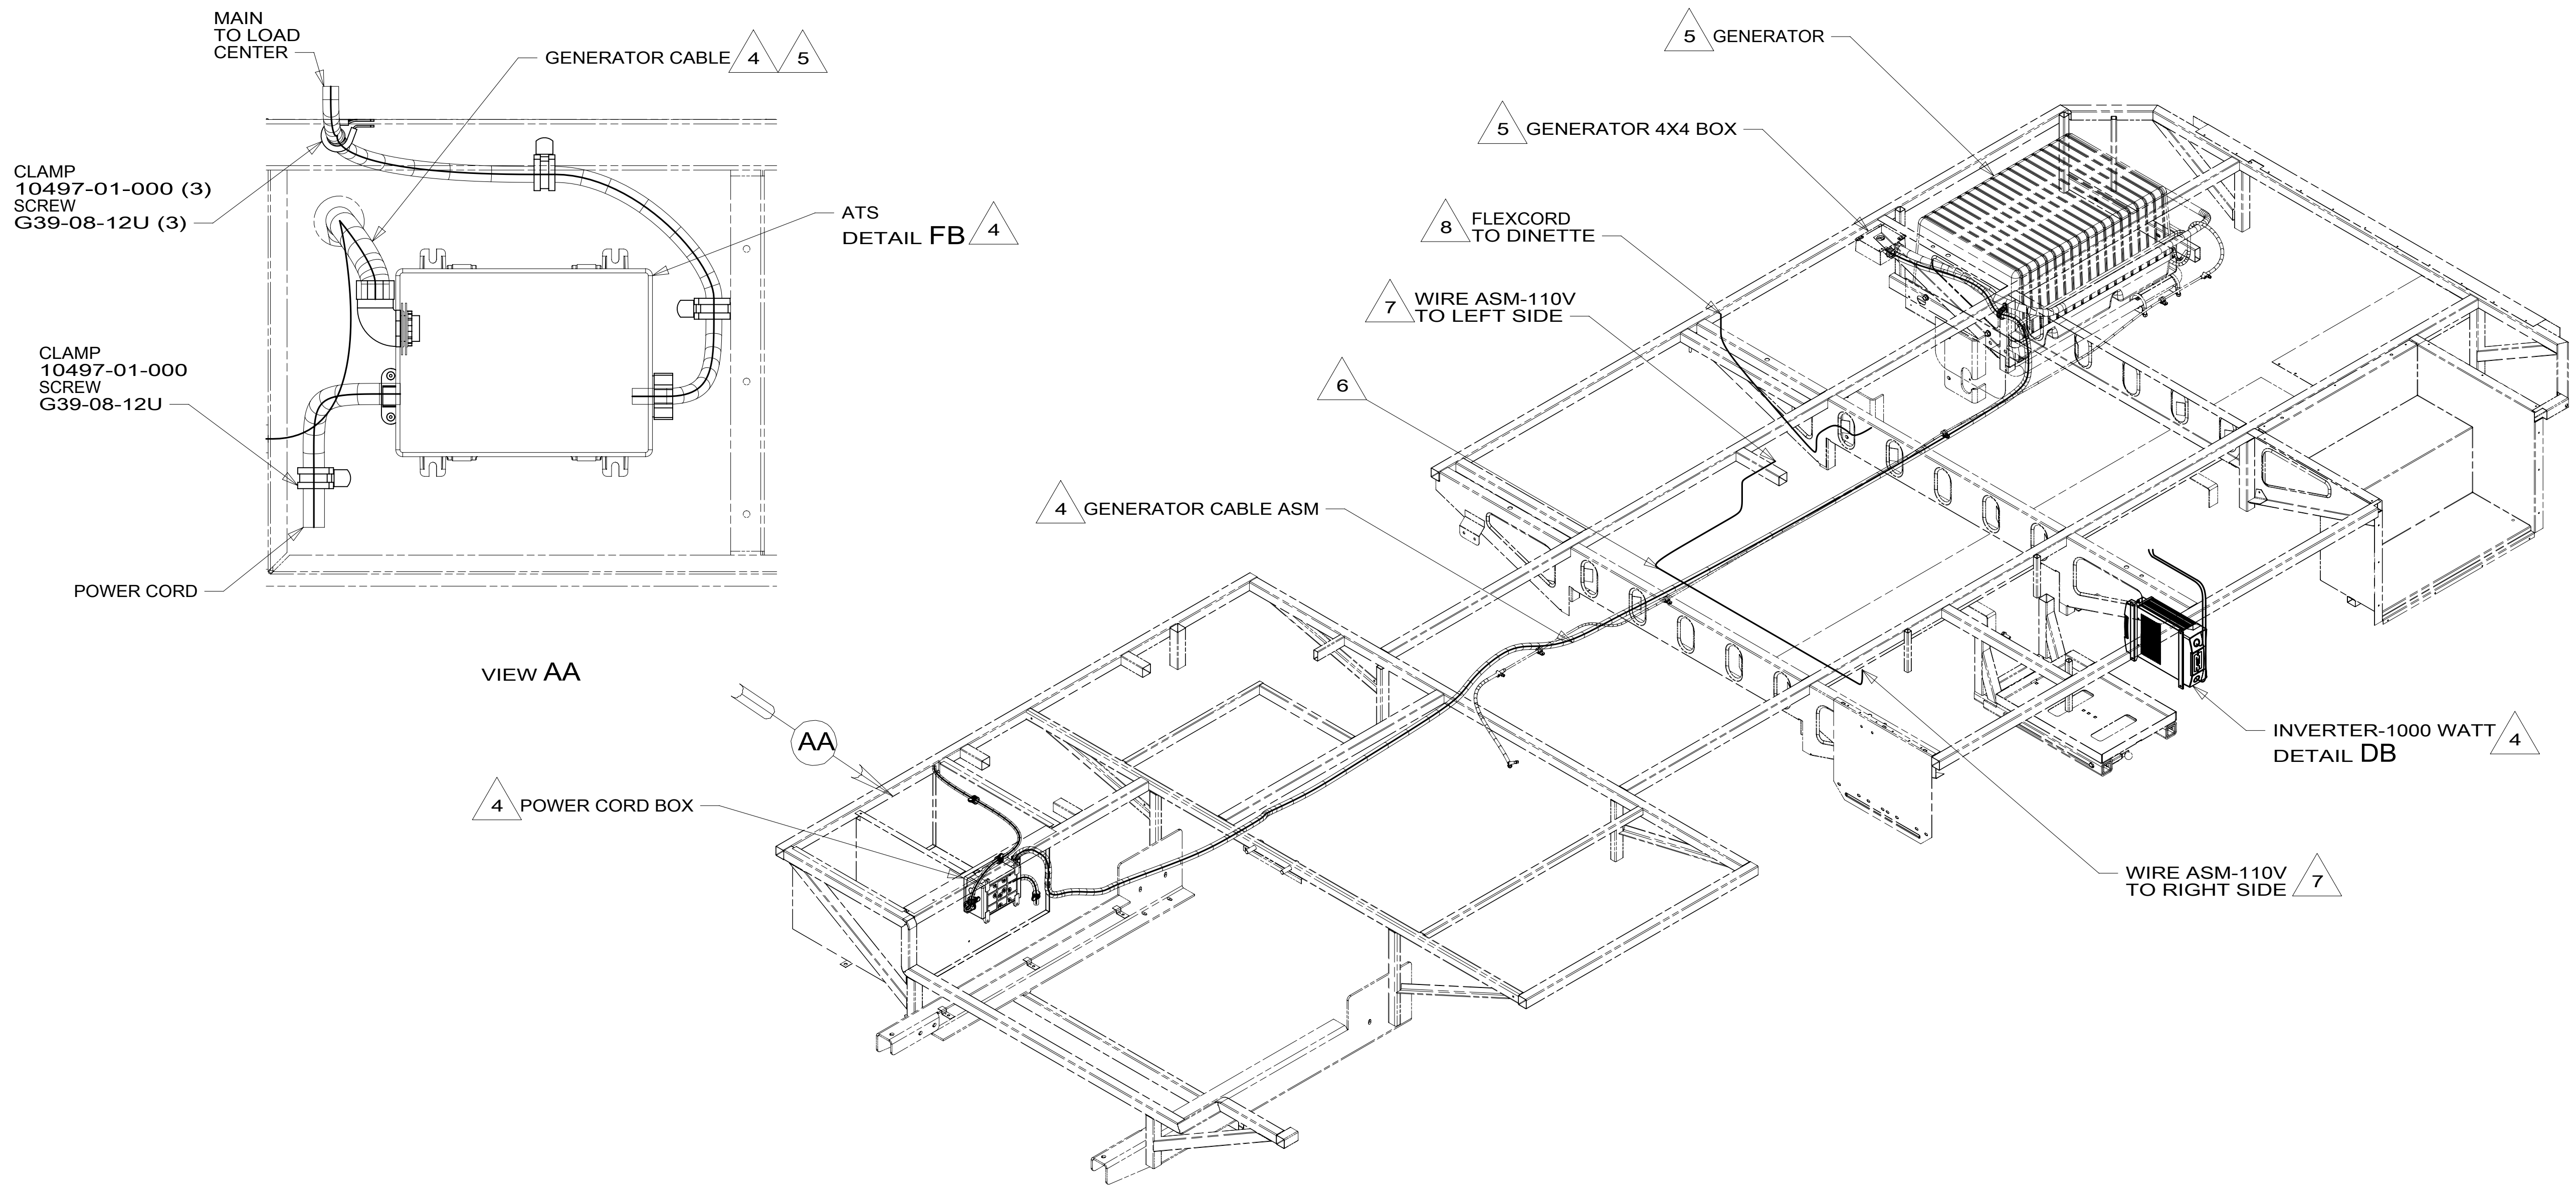 MAIN
TO LOAD
CENTER
GENERATOR CABLE 4 5
CLAMP
10497-01-000 (3)
SCREW
G39-08-12U (3)
ATS
DETAIL FB 4
CLAMP
10497-01-000
SCREW
G39-08-12U
POWER CORD
VIEW AA
AA
4 POWER CORD BOX
5 GENERATOR
5 GENERATOR 4X4 BOX
8 FLEXCORD
TO DINETTE
7 WIRE ASM-110V
TO LEFT SIDE
6
4 GENERATOR CABLE ASM
INVERTER-1000 WATT 4
DETAIL DB
WIRE ASM-110V
TO RIGHT SIDE 7